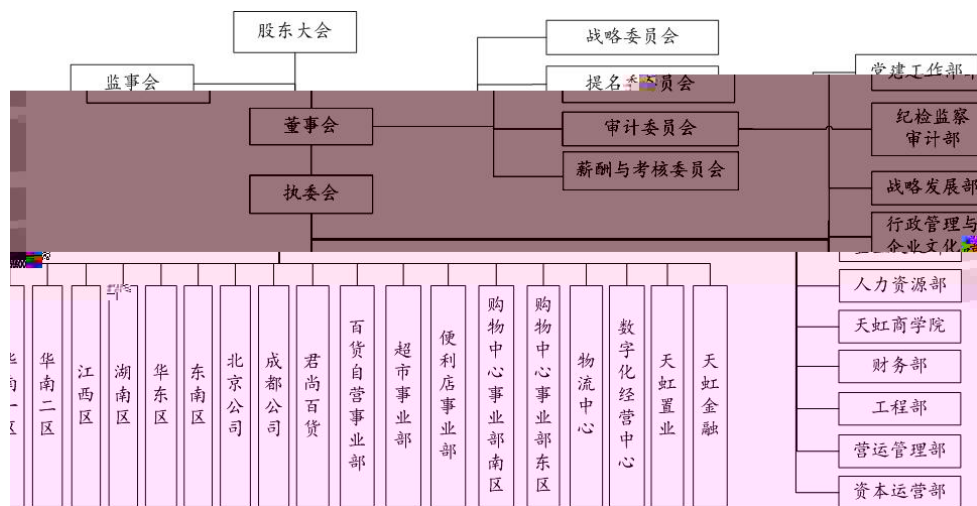 股东大会
战略委员会
监事会
提名委员会
党建工作部
董事会
审计委员会
纪检监察
审计部
薪酬与考核委员会
执委会
战略发展部
行政管理与
企业文化
人力资源部
天虹商学院
财务部
工程部
营运管理部
资本运营部
华南二区
江西区
湖南区
华东区
东南区
北京公司
成都公司
君尚百货
百货自营事业部
超市事业部
便利店事业部
购物中心事业部南区
购物中心事业部东区
物流中心
数字化经营中心
天虹置业
天虹金融